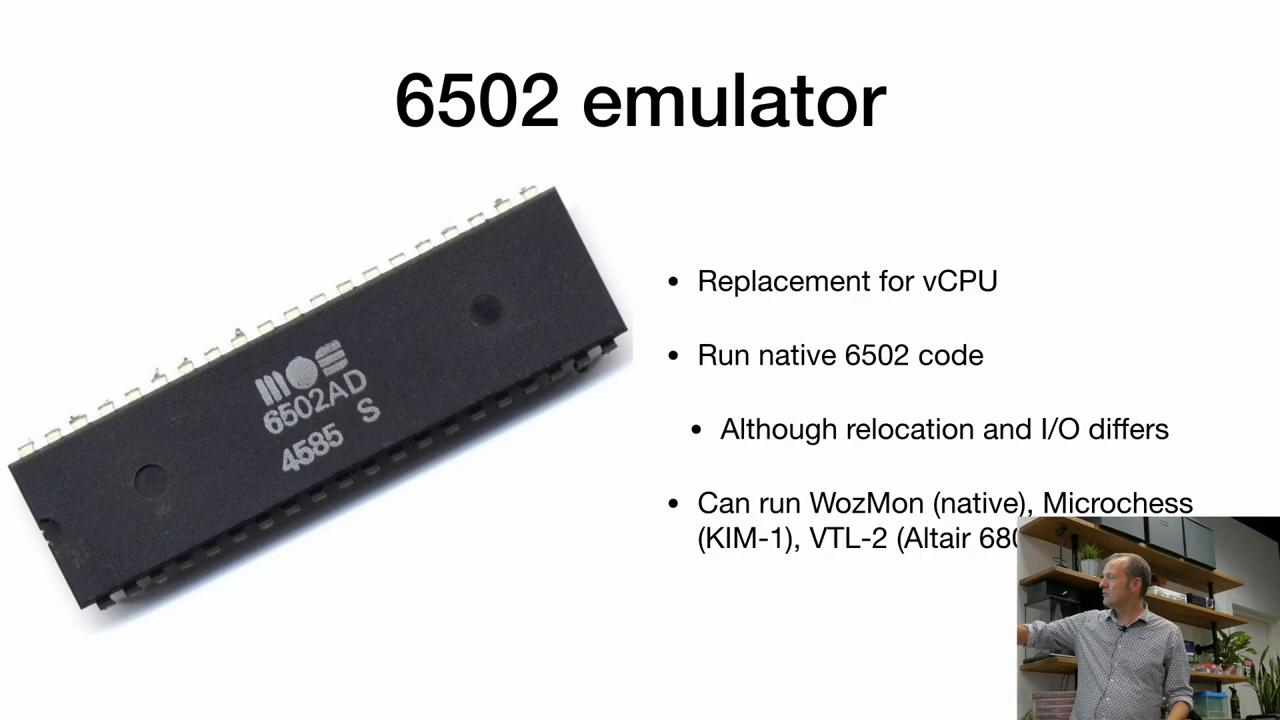 6502 emulator
mos
6502AD
4585 S
• Replacement for vCPU
• Run native 6502 code
• Although relocation and I/O differs
• Can run WozMon (native), Microchess
(KIM-1), VTL-2 (Altair